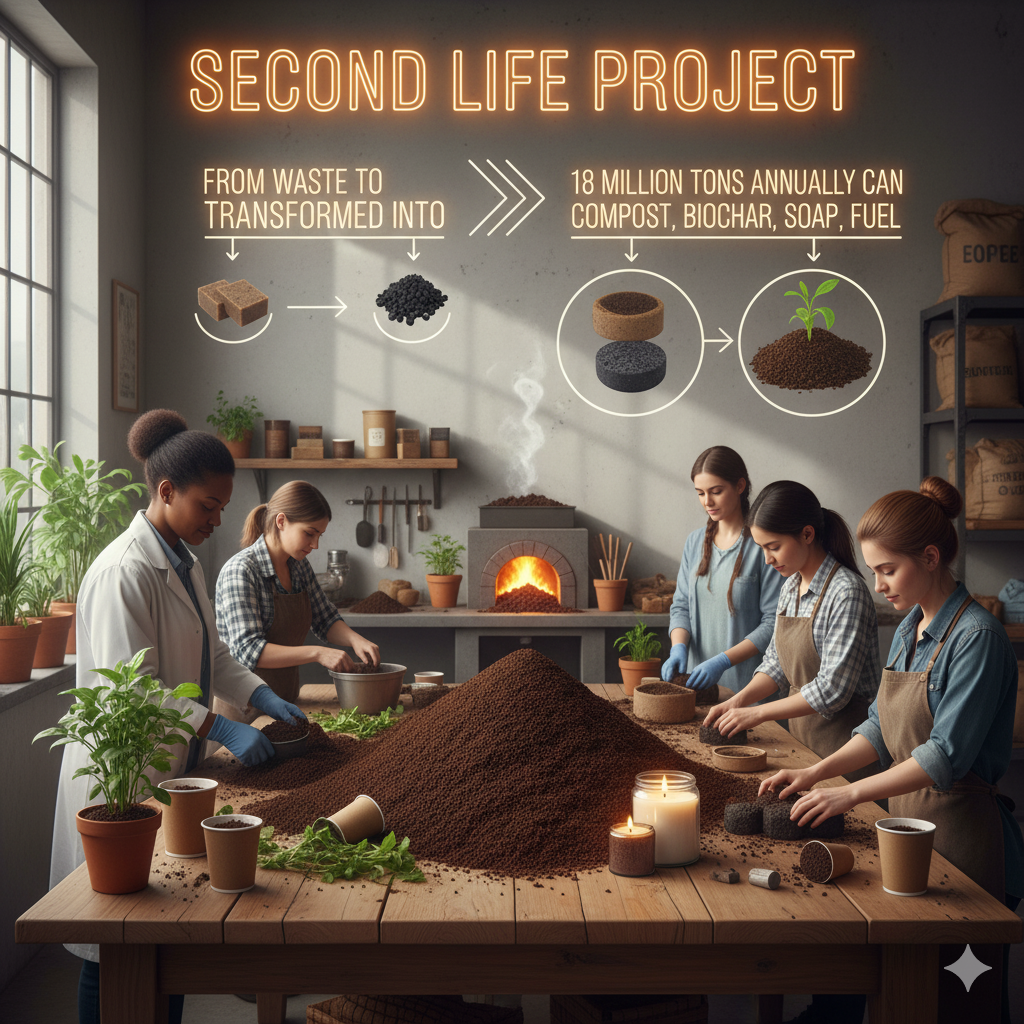 SECOND LIFE PROJECT
FROM WASTE TO
TRANSFORMED INTO
18 MILLION TONS ANNUALLY CAN
COMPOST, BIOCHAR, SOAP, FUEL
EOPEE